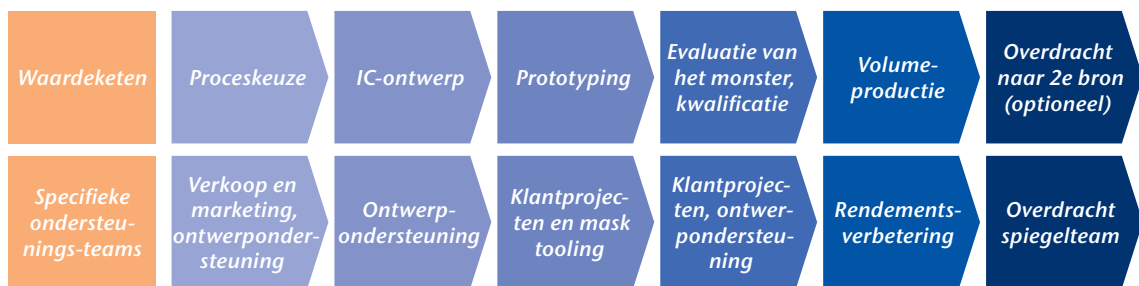 Waardeketen
Proceskeuze
IC-ontwerp
Prototyping
Evaluatie van
het monster,
kwalificatie
Volume-
productie
Overdracht
naar 2e bron
(optioneel)
Specifieke
ondersteu-
nings-teams
Verkoop en
marketing,
ontwerponder-
steuning
Ontwerp-
ondersteuning
Klantprojec-
ten en mask
tooling
Klantprojec-
ten, ontwer-
pondersteu-
ning
Rendements-
verbetering
Overdracht
spiegelteam